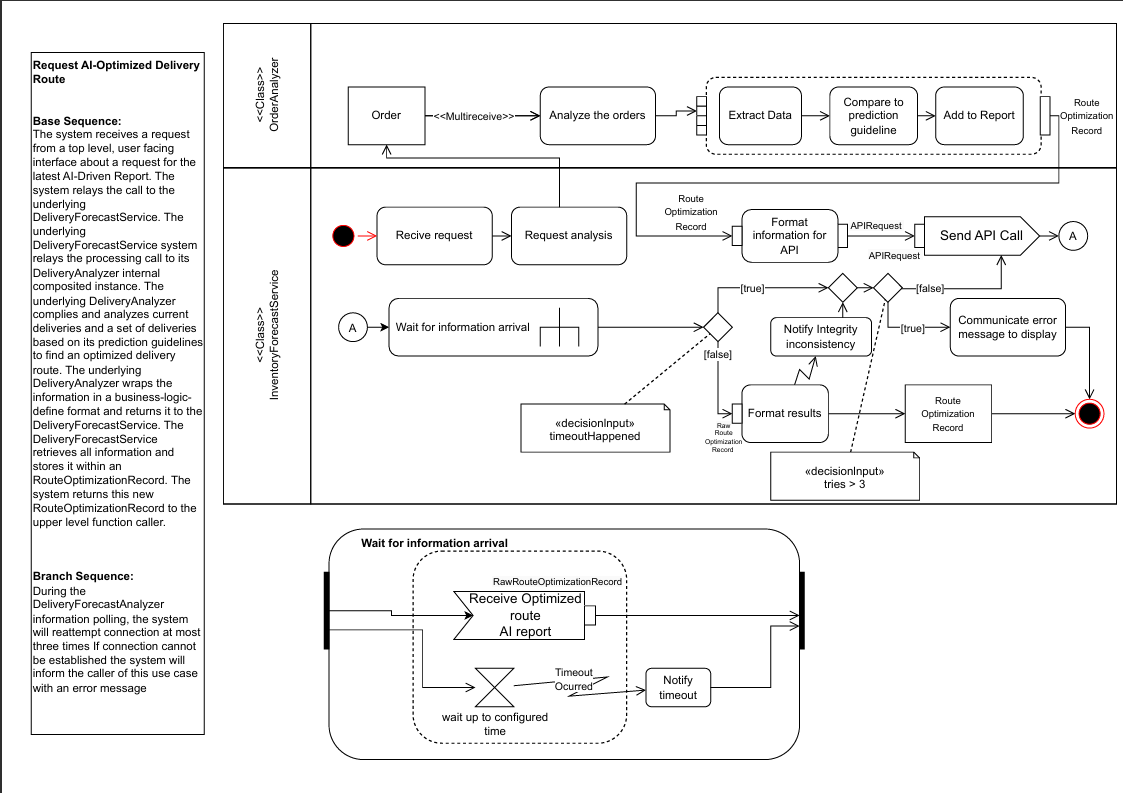 Request AI-Optimized Delivery
Route
Base Sequence:
The system receives a request
from a top level, user facing
interface about a request for the
latest AI-Driven Report. The
system relays the call to the
underlying
DeliveryForecastService. The
underlying
DeliveryForecastService system
relays the processing call to its
DeliveryAnalyzer internal
composited instance. The
underlying DeliveryAnalyzer
complies and analyzes current
deliveries and a set of deliveries
based on its prediction guidelines
to find an optimized delivery
route. The underlying
DeliveryAnalyzer wraps the
information in a business-logic-
define format and returns it to the
DeliveryForecastService. The
DeliveryForecastService
retrieves all information and
stores it within an
RouteOptimizationRecord. The
system returns this new
RouteOptimizationRecord to the
upper level function caller.
Branch Sequence:
During the
DeliveryForecastAnalyzer
information polling, the system
will reattempt connection at most
three times If connection cannot
be established the system will
inform the caller of this use case
with an error message
<<Class>>
OrderAnalyzer
Order
<<Multireceive>>
Analyze the orders
Extract Data
Compare to
prediction
guideline
Add to Report
Route
Optimization
Record
<<Class>>
InventoryForecastService
Recive request
Request analysis
Route
Optimization
Record
Format
information for
API
APIRequest
APIRequest
Send API Call
A
A
Wait for information arrival
[true]
[false]
[false]
[true]
Notify Integrity
inconsistency
Communicate error
message to display
«decisionInput»
timeoutHappened
Raw
Route
Optimization
Record
Format results
Route
Optimization
Record
«decisionInput»
tries > 3
Wait for information arrival
RawRouteOptimizationRecord
Receive Optimized
route
AI report
Timeout
Ocurred
Notify
timeout
wait up to configured
time